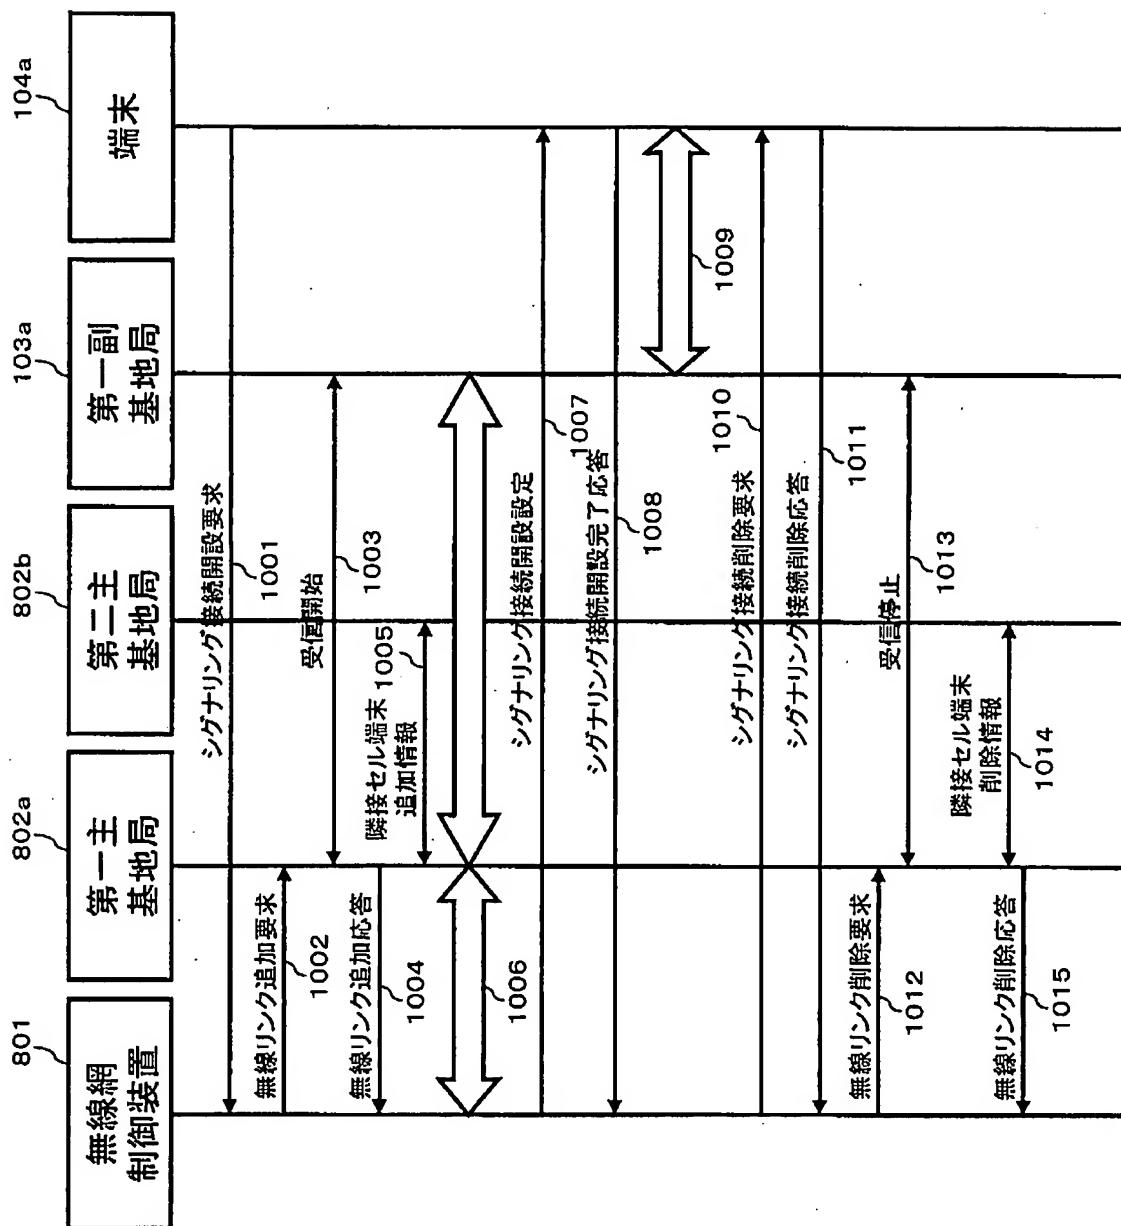 801
無線網
制御装置
802a
第一主
基地局
802b
第二主
基地局
103a
第一副
基地局
104a
端末
シグナリング接続開設要求
1001
無線リンク追加要求
1002
受信開始
1003
無線リンク追加応答
1004
隣接セル端末
追加情報
1005
1006
シグナリング接続開設設定
1007
シグナリング接続開設完了応答
1008
1009
シグナリング接続削除要求
1010
シグナリング接続削除応答
1011
無線リンク削除要求
1012
受信停止
1013
隣接セル端末
削除情報
1014
無線リンク削除応答
1015